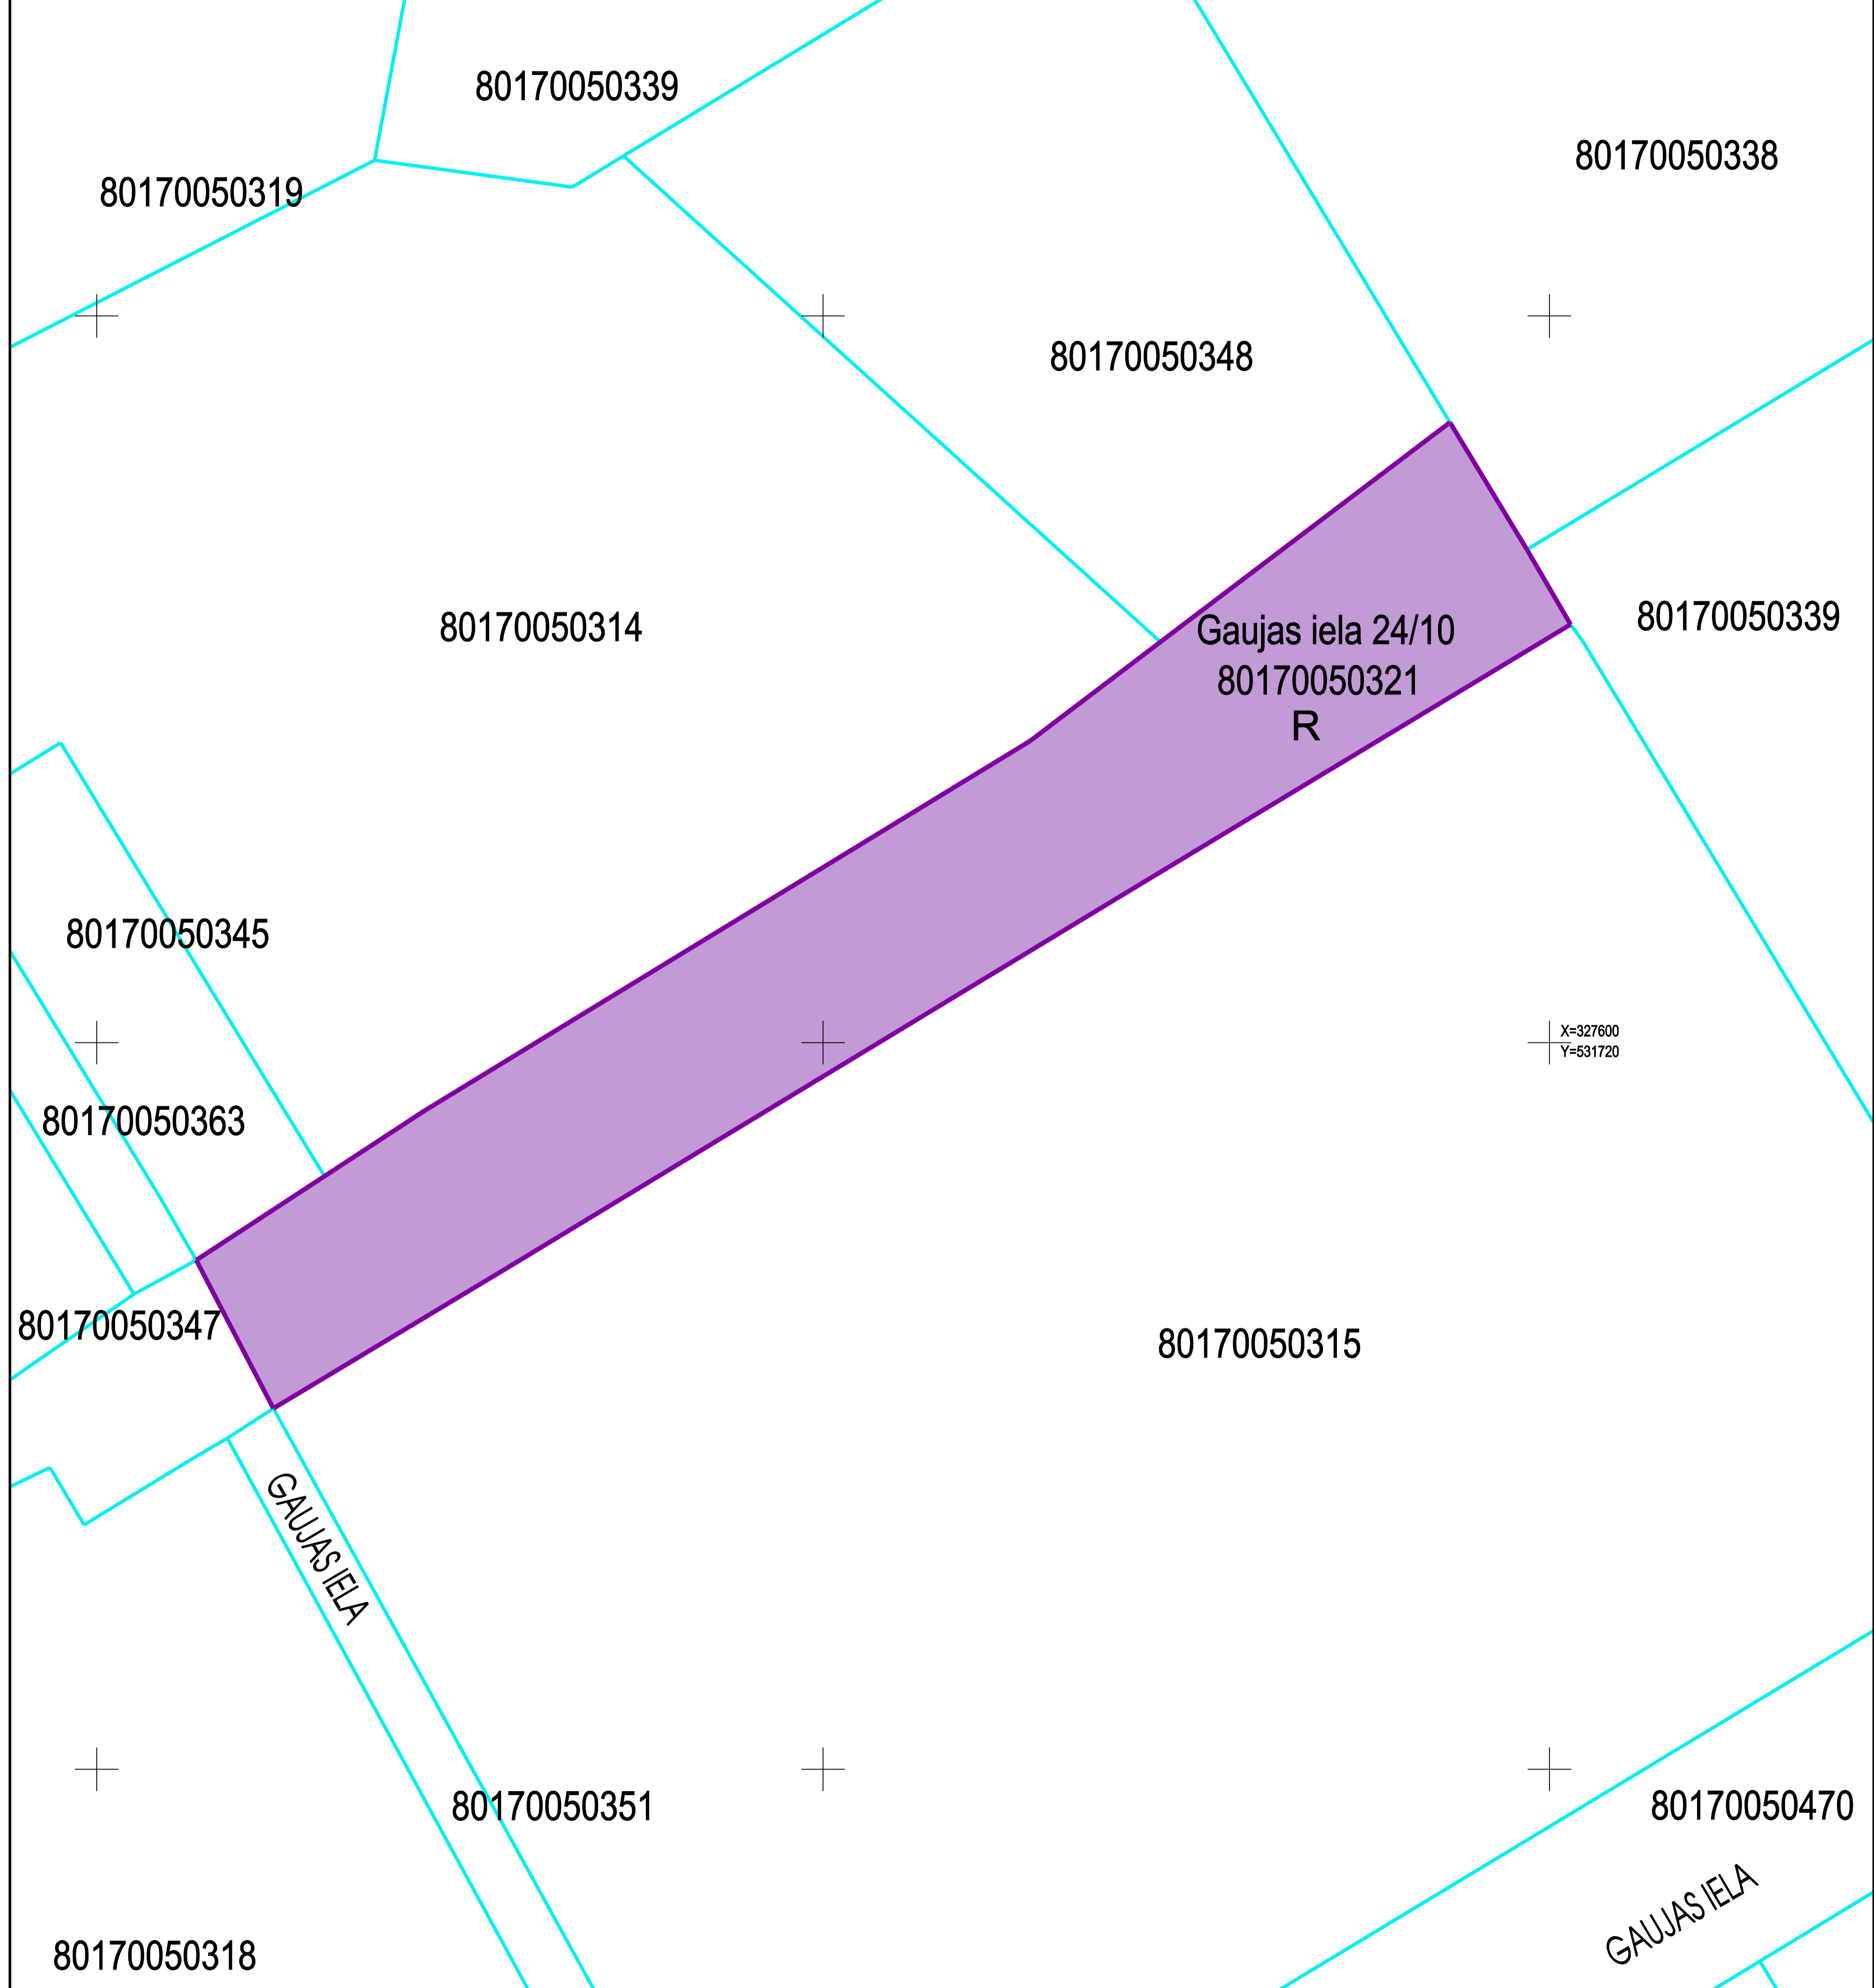 80170050339
80170050338
80170050319
80170050348
80170050314
Gaujas iela 24/10
80170050321
R
80170050339
80170050345
X=327600
Y=531720
80170050363
80170050347
80170050315
GAUJAS IELA
80170050351
80170050470
GAUJAS IELA
80170050318